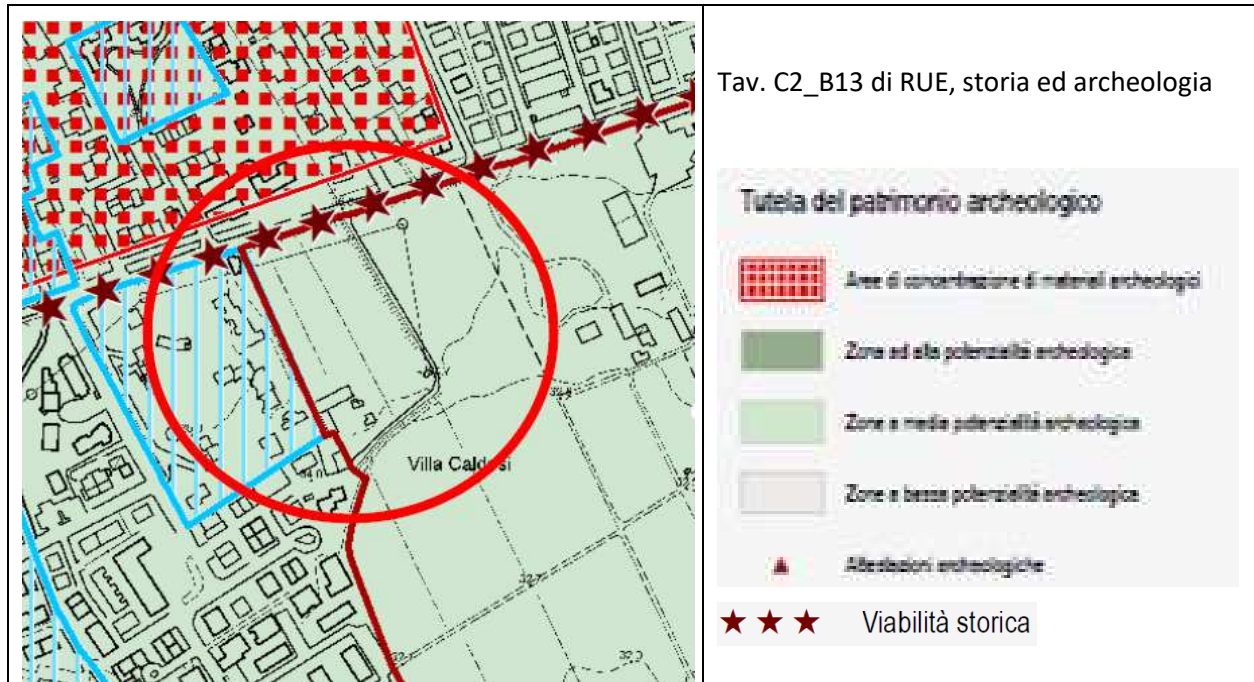 Villa Caldesi
Tav. C2_B13 di RUE, storia ed archeologia
Tutela del patrimonio archeologico
Aree di concentrazione di materiali archeologici
Zone ad alta potenzialità archeologica
Zone a media potenzialità archeologica
Zone a bassa potenzialità archeologica
Attestazioni archeologiche
Viabilità storica